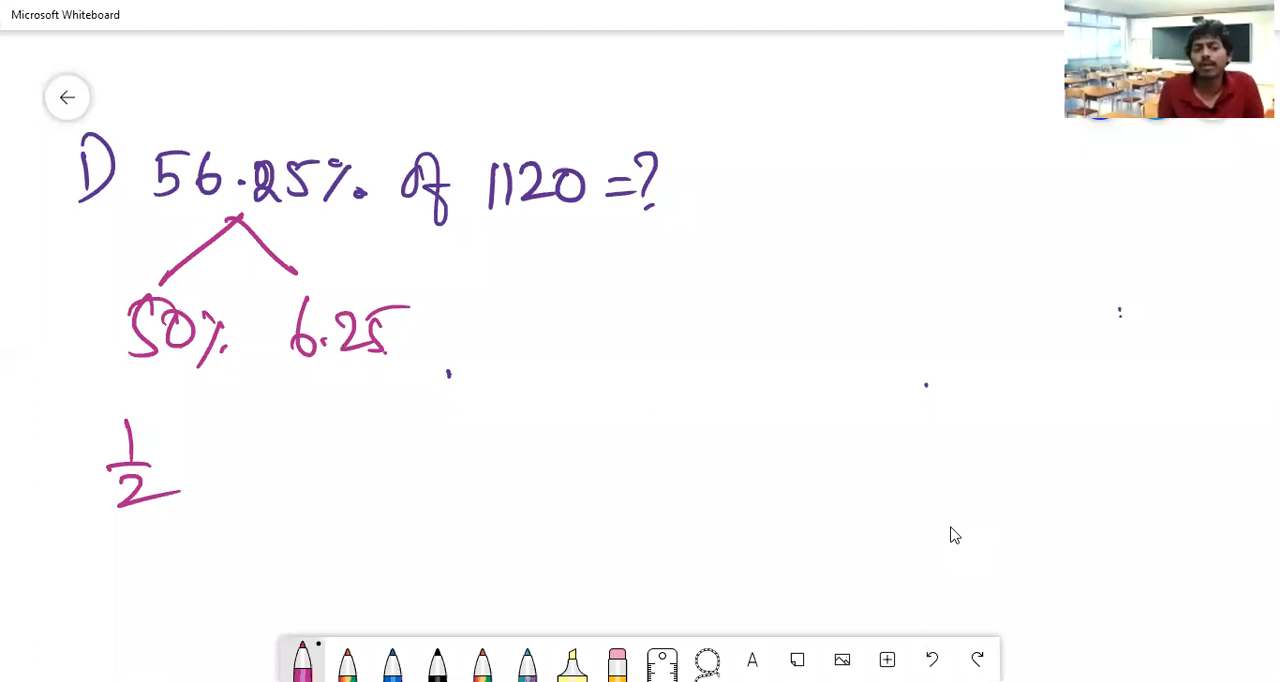 Microsoft Whiteboard
1) 56.25% of 1120 =?
50% 6.25
1/2
A